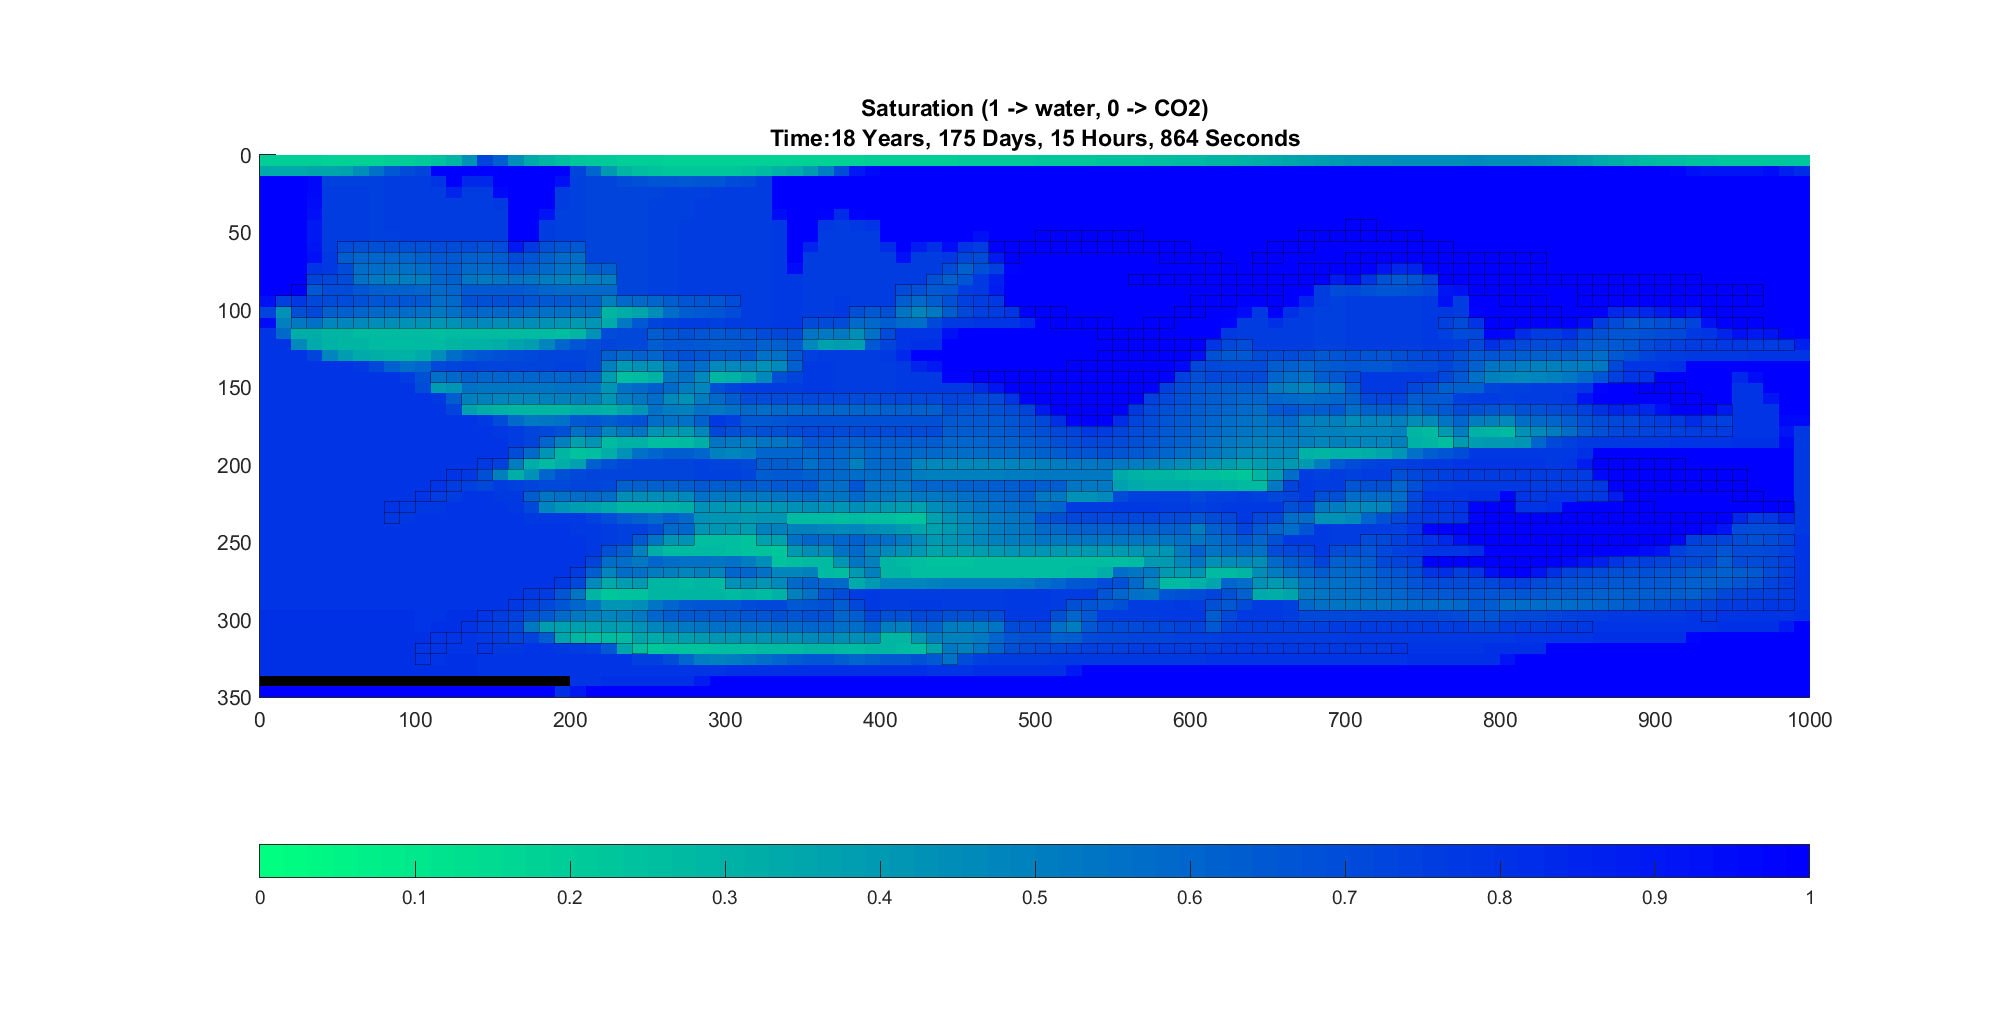 Saturation (1 -> water, 0 -> CO2)
Time:18 Years, 175 Days, 15 Hours, 864 Seconds
0
50
100
150
200
250
300
350
0 100 200 300 400 500 600 700 800 900 1000
0 0.1 0.2 0.3 0.4 0.5 0.6 0.7 0.8 0.9 1